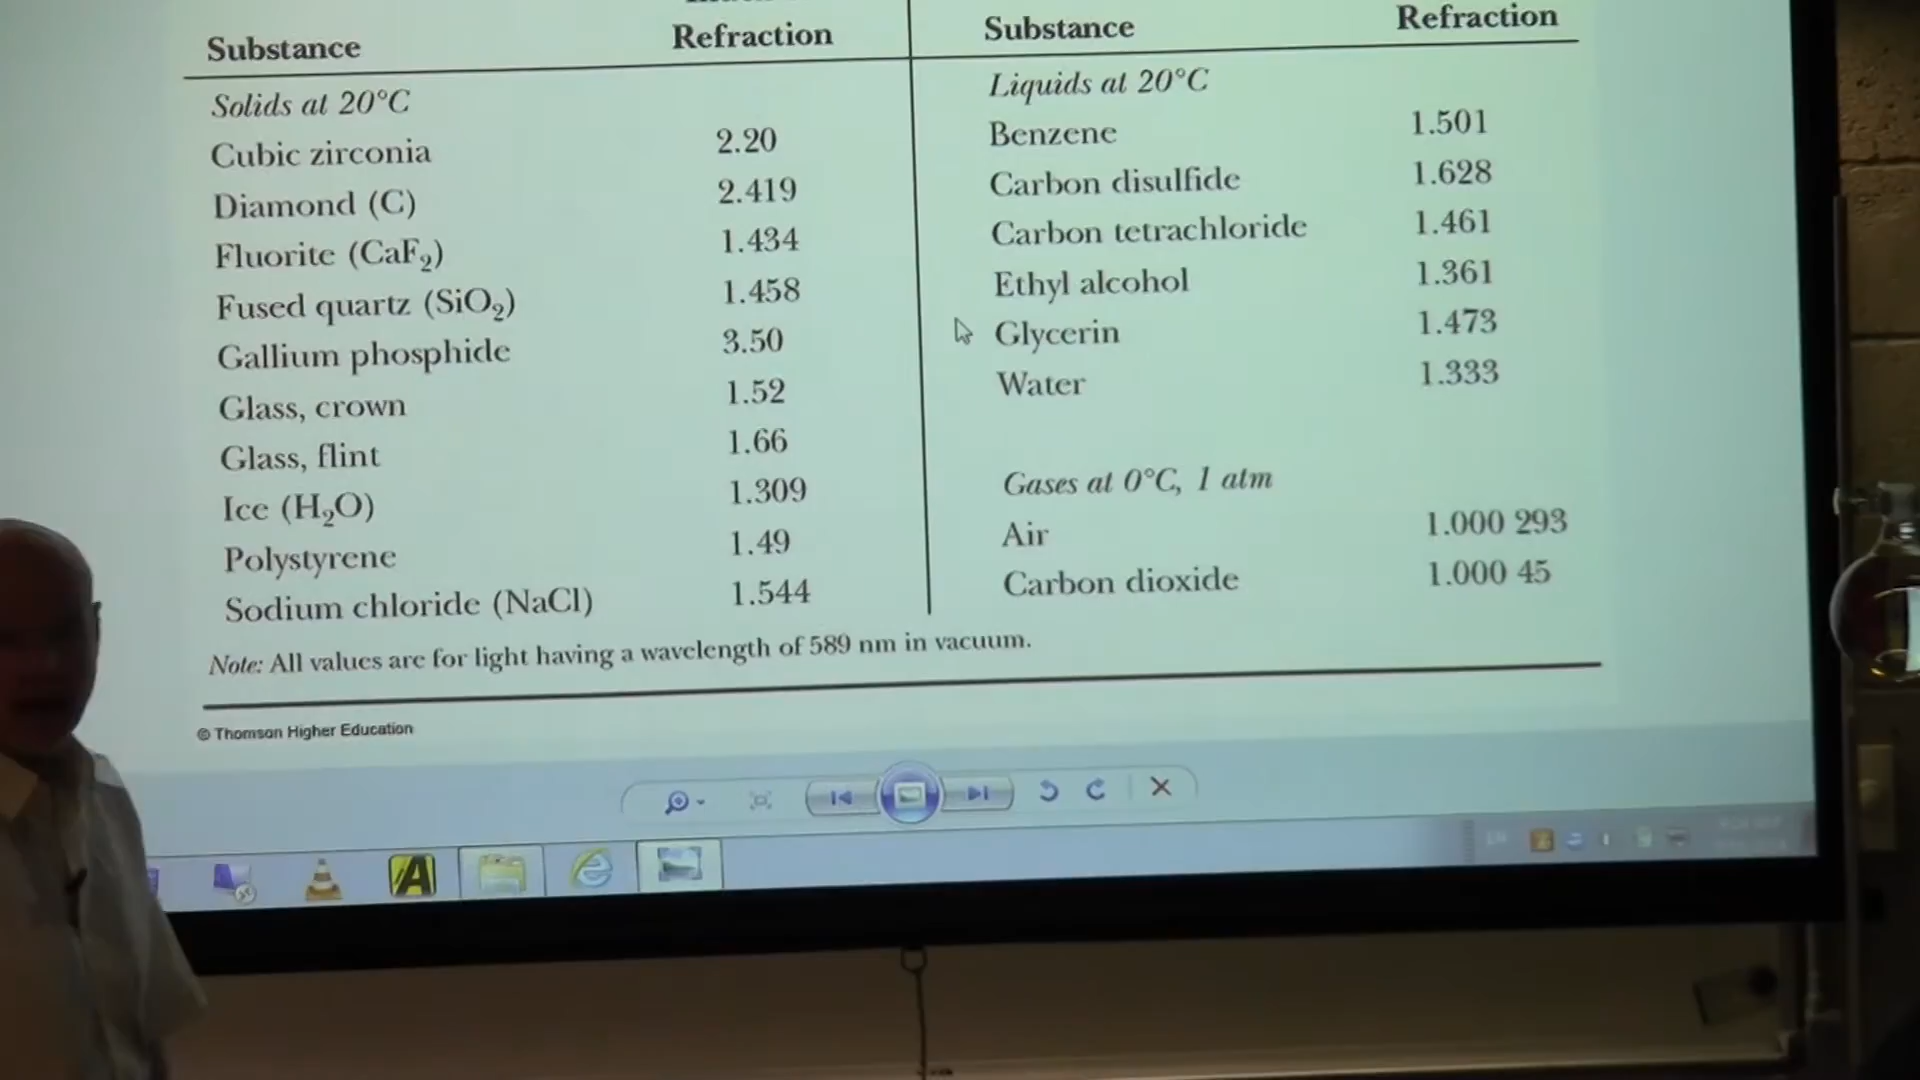 Substance Refraction
Solids at 20°C
Cubic zirconia 2.20
Diamond (C) 2.419
Fluorite (CaF₂) 1.434
Fused quartz (SiO₂) 1.458
Gallium phosphide 3.50
Glass, crown 1.52
Glass, flint 1.66
Ice (H₂O) 1.309
Polystyrene 1.49
Sodium chloride (NaCl) 1.544
Substance Refraction
Liquids at 20°C
Benzene 1.501
Carbon disulfide 1.628
Carbon tetrachloride 1.461
Ethyl alcohol 1.361
Glycerin 1.473
Water 1.333
Gases at 0°C, 1 atm
Air 1.000 293
Carbon dioxide 1.000 45
Note: All values are for light having a wavelength of 589 nm in vacuum.
© Thomson Higher Education